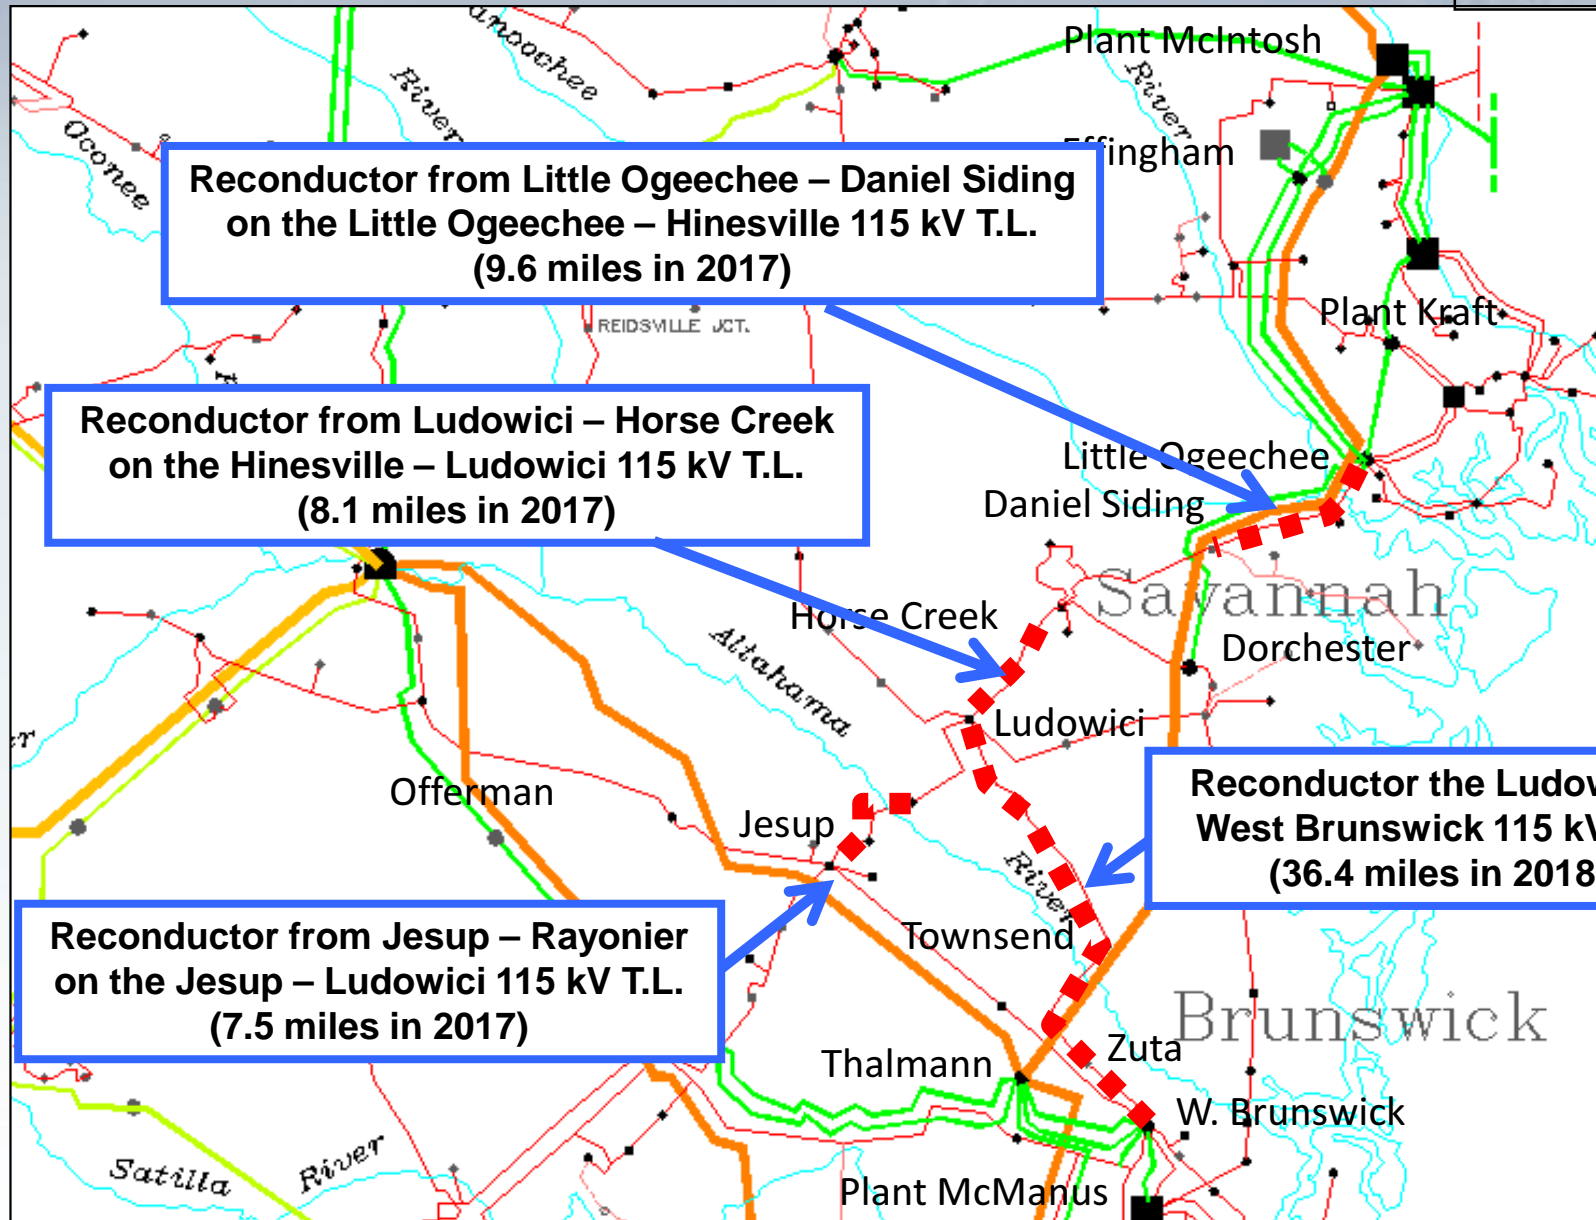 Plant McIntosh
River
River
Oconee
Effingham
Reconductor from Little Ogeechee – Daniel Siding
on the Little Ogeechee – Hinesville 115 kV T.L.
(9.6 miles in 2017)
Plant Kraft
REIDSVILLE JCT.
Reconductor from Ludowici – Horse Creek
on the Hinesville – Ludowici 115 kV T.L.
(8.1 miles in 2017)
Little Ogeechee
Daniel Siding
Savannah
Horse Creek
Altahama
Dorchester
Ludowici
Offerman
Jesup
Reconductor the Ludow
West Brunswick 115 kV
(36.4 miles in 2018
River
Reconductor from Jesup – Rayonier
on the Jesup – Ludowici 115 kV T.L.
(7.5 miles in 2017)
Townsend
Brunswick
Zuta
Thalmann
W. Brunswick
Satilla
River
Plant McManus